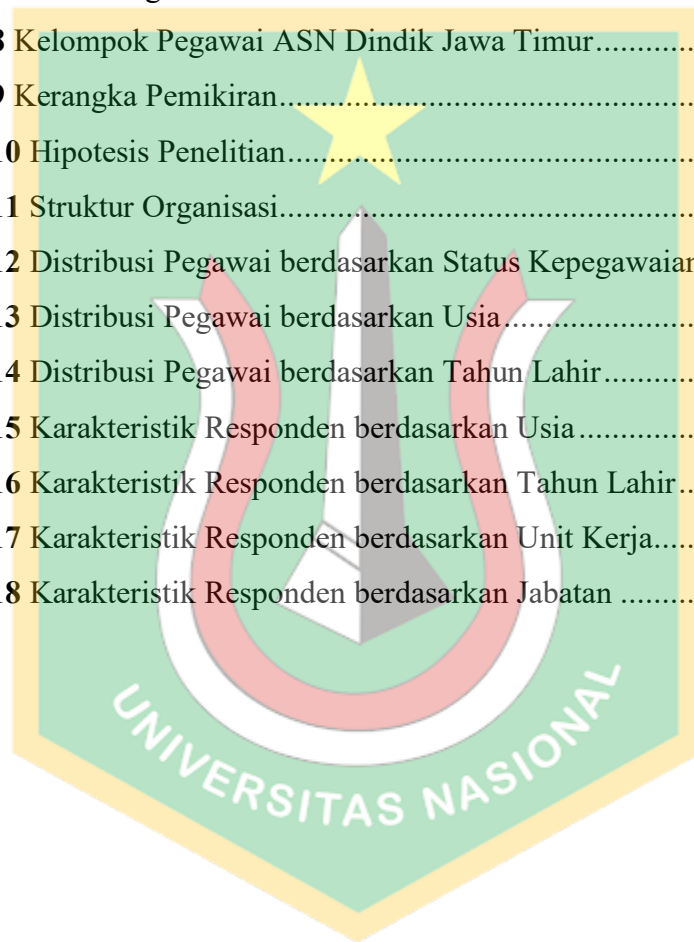 8 Kelompok Pegawai ASN Dindik Jawa Timur............
9 Kerangka Pemikiran....................................................
10 Hipotesis Penelitian...................................................
11 Struktur Organisasi....................................................
12 Distribusi Pegawai berdasarkan Status Kepegawaian
13 Distribusi Pegawai berdasarkan Usia.......................
14 Distribusi Pegawai berdasarkan Tahun Lahir...........
15 Karakteristik Responden berdasarkan Usia..............
16 Karakteristik Responden berdasarkan Tahun Lahir..
17 Karakteristik Responden berdasarkan Unit Kerja.....
18 Karakteristik Responden berdasarkan Jabatan .........
UNIVERSITAS NASIONAL